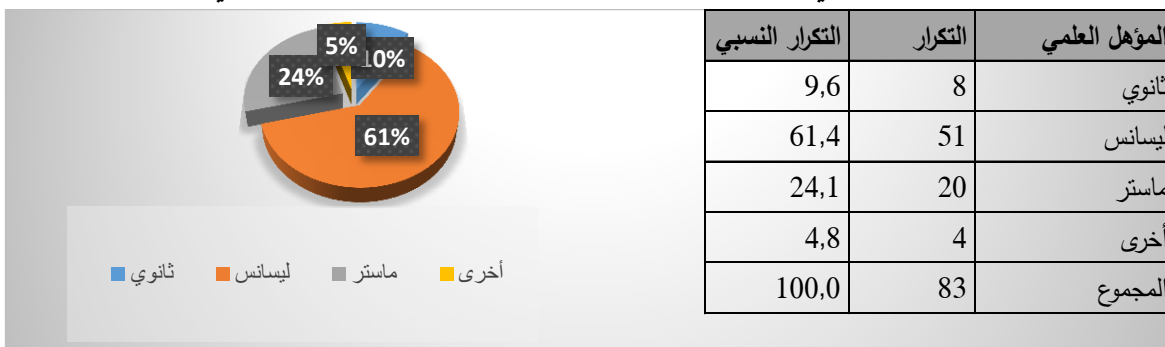 المؤهل العلمي التكرار التكرار النسبي
ثانوي 8 9,6
ليسانس 51 61,4
ماستر 20 24,1
أخرى 4 4,8
المجموع 83 100,0
5%
10%
24%
61%
ثانوي ليسانس ماستر أخرى